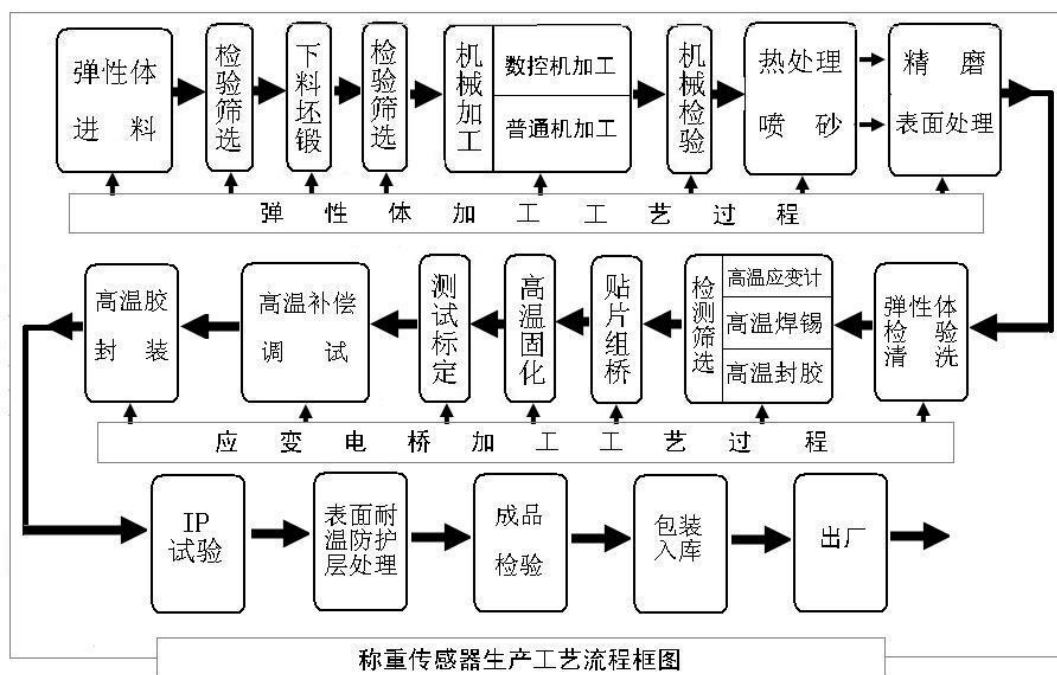 弹性体
进 料
检验筛选
下料坯锻
检验筛选
机械加工
数控机加工
普通机加工
机械检验
热处理
喷 砂
精 磨
表面处理
弹 性 体 加 工 工 艺 过 程
高温胶
封 装
高温补偿
调 试
测试标定
高温固化
贴片组桥
检测筛选
高温应变计
高温焊锡
高温封胶
弹性体
检 验
清 洗
应 变 电 桥 加 工 工 艺 过 程
IP
试验
表面耐
温防护
层处理
成品
检验
包装
入库
出厂
称重传感器生产工艺流程框图